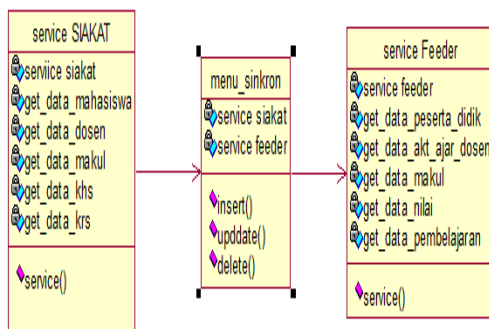 service SIAKAT
serviice siakat
get_data_mahasiswa
get_data_dosen
get_data_makul
get_data_khs
get_data_krs
service()
menu_sinkron
service siakat
service feeder
insert()
upddate()
delete()
service Feeder
service feeder
get_data_peserta_didik
get_data_akt_ajar_dosen
get_data_makul
get_data_nilai
get_data_pembelajaran
service()